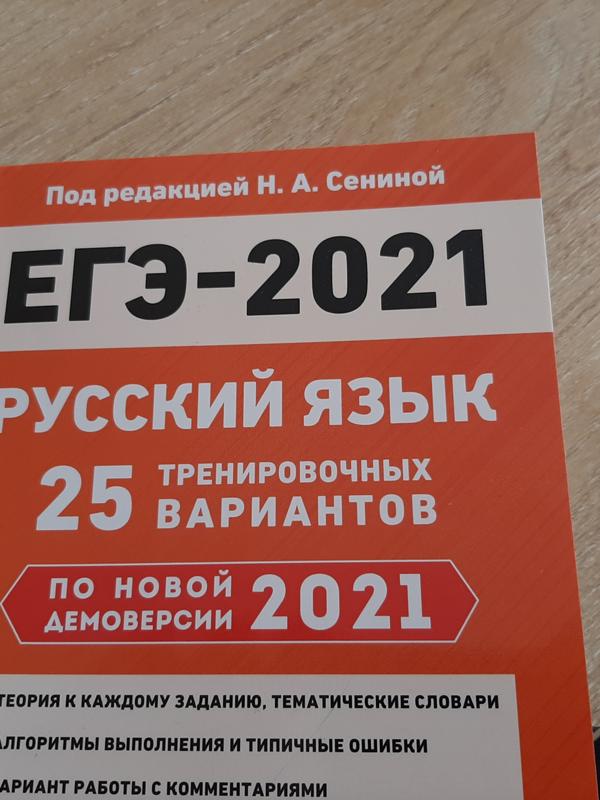 Под редакцией Н. А. Сениной
ЕГЭ-2021
РУССКИЙ ЯЗЫК
25 ТРЕНИРОВОЧНЫХ
ВАРИАНТОВ
ПО НОВОЙ
ДЕМОВЕРСИИ 2021
ТЕОРИЯ К КАЖДОМУ ЗАДАНИЮ, ТЕМАТИЧЕСКИЕ СЛОВАРИ
АЛГОРИТМЫ ВЫПОЛНЕНИЯ И ТИПИЧНЫЕ ОШИБКИ
ВАРИАНТ РАБОТЫ С КОММЕНТАРИЯМИ